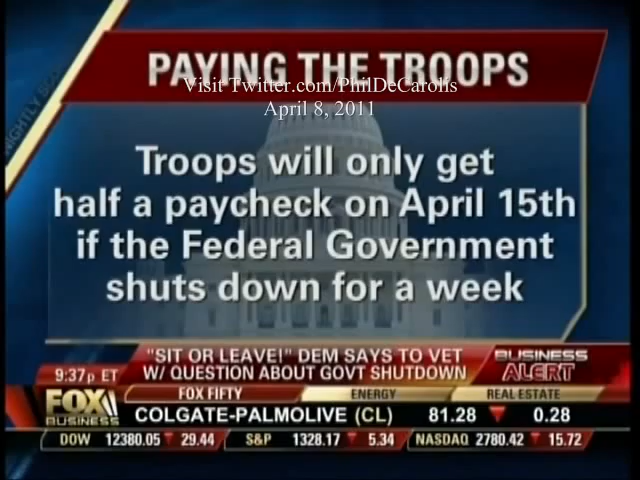 PAYING THE TROOPS
Visit Twitter.com/PhilDeCarolis
April 8, 2011
Troops will only get
half a paycheck on April 15th
if the Federal Government
shuts down for a week
"SIT OR LEAVE!" DEM SAYS TO VET
W/ QUESTION ABOUT GOVT SHUTDOWN
BUSINESS
ALERT
9:37p ET
FOX FIFTY
ENERGY
REAL ESTATE
FOX
BUSINESS
COLGATE-PALMOLIVE (CL) 81.28 ▼ 0.28
DOW 12380.05 ▼ 29.44 S&P 1328.17 ▼ 5.34 NASDAQ 2780.42 ▼ 15.72